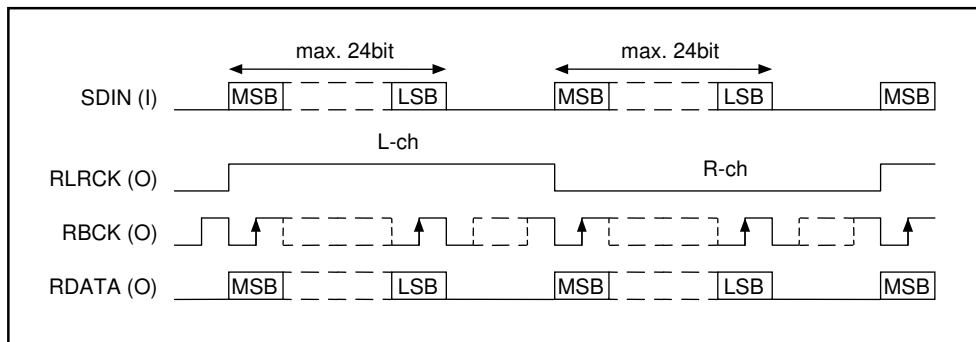 max. 24bit max. 24bit
SDIN (I) MSB LSB MSB LSB MSB
L-ch
RLRCK (O) R-ch
RBCK (O)
RDATA (O) MSB LSB MSB LSB MSB